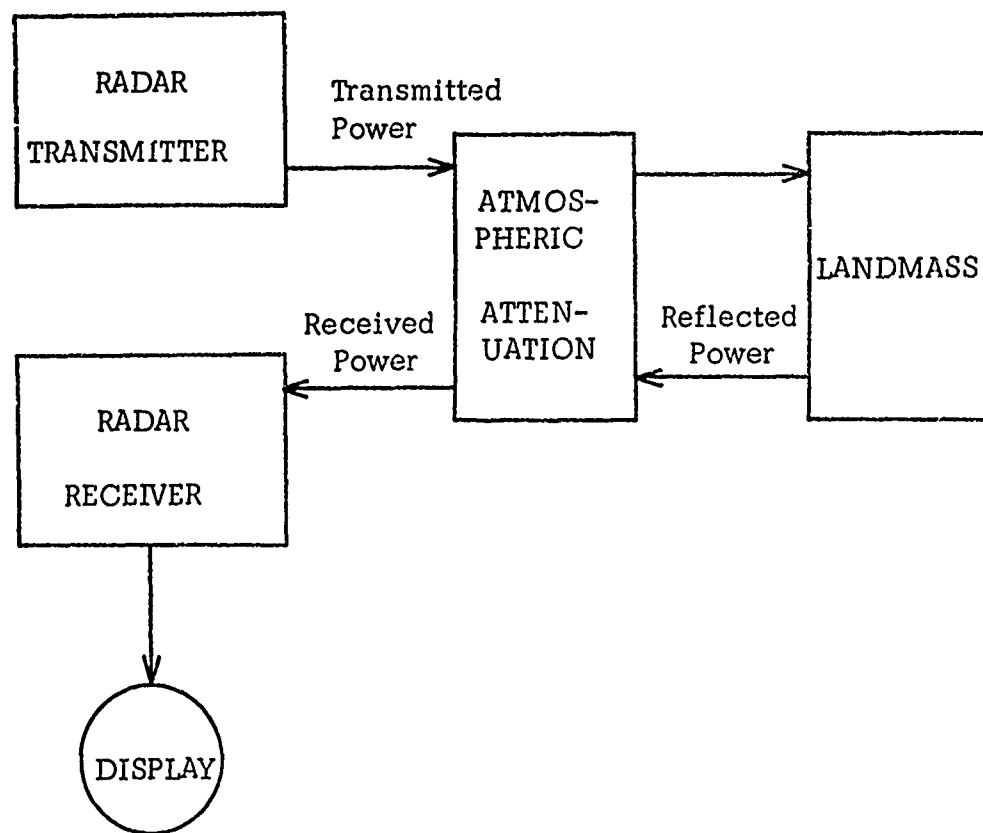 RADAR
TRANSMITTER
Transmitted
Power
ATMOS-
PHERIC
ATTEN-
UATION
LANDMASS
Reflected
Power
Received
Power
RADAR
RECEIVER
DISPLAY